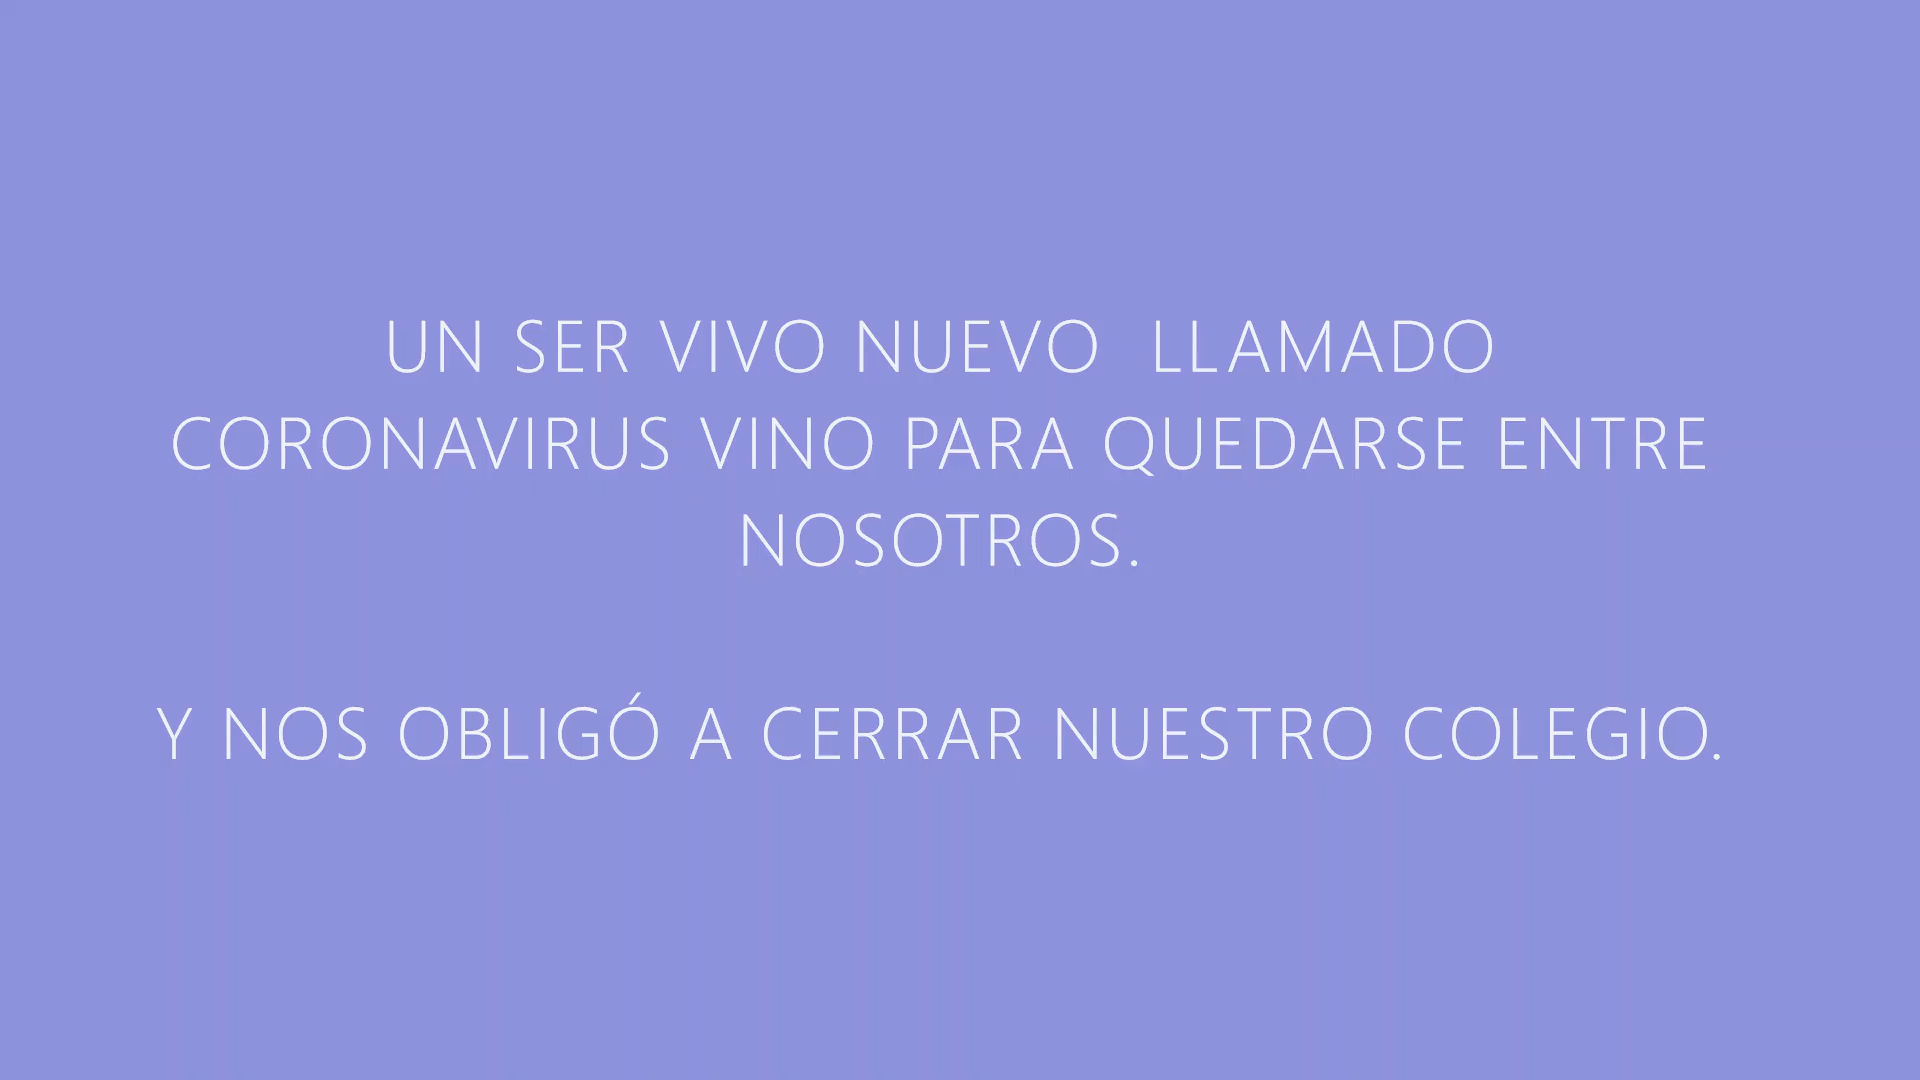 UN SER VIVO NUEVO  LLAMADO
CORONAVIRUS VINO PARA QUEDARSE ENTRE
NOSOTROS.
Y NOS OBLIGÓ A CERRAR NUESTRO COLEGIO.